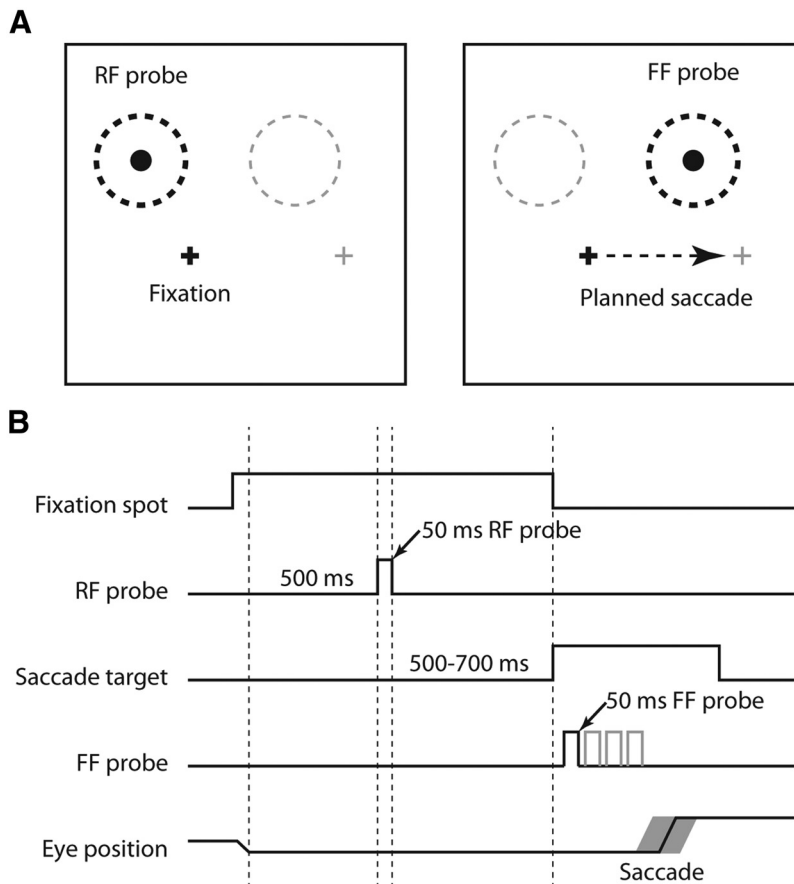 A
RF probe
Fixation
FF probe
Planned saccade
B
Fixation spot
50 ms RF probe
500 ms
RF probe
500-700 ms
Saccade target
50 ms FF probe
FF probe
Eye position
Saccade